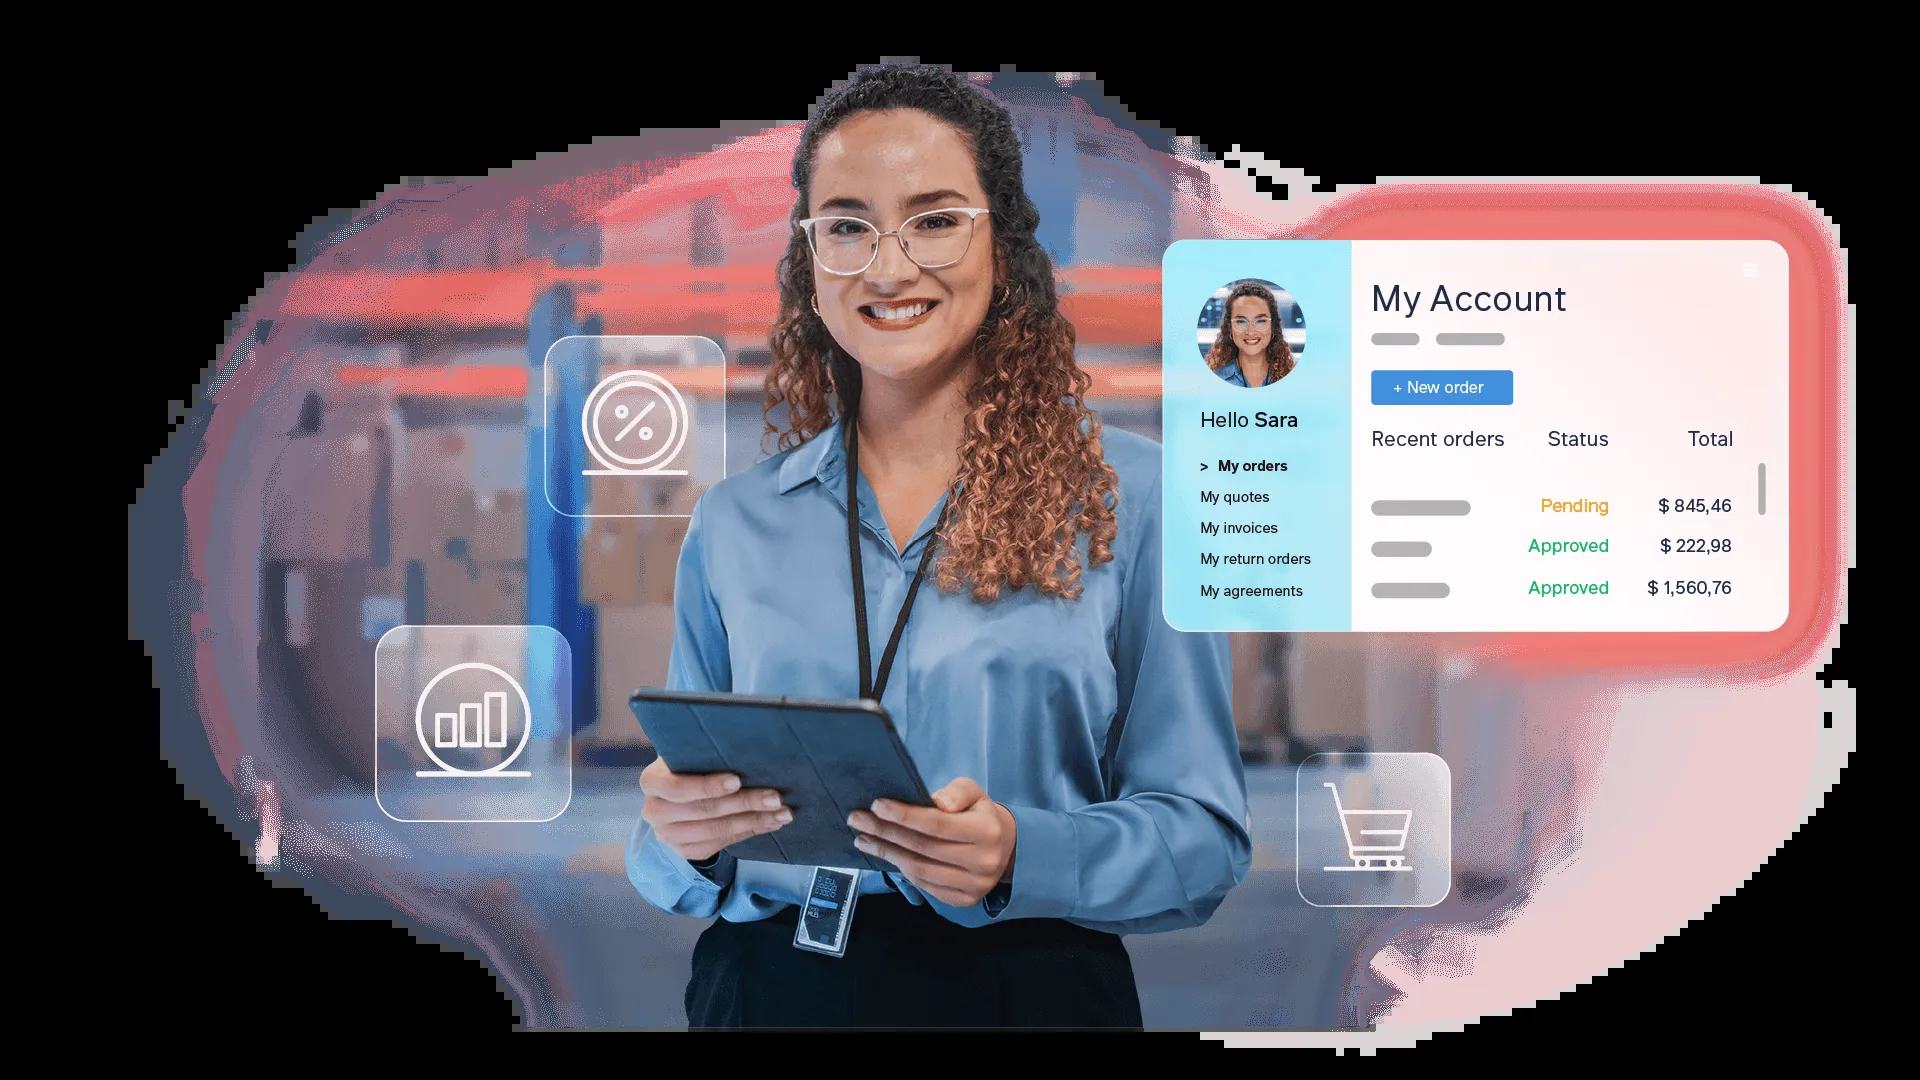 Hello Sara
> My orders
My quotes
My invoices
My return orders
My agreements
My Account
+ New order
Recent orders Status Total
Pending $ 845,46
Approved $ 222,98
Approved $ 1,560,76